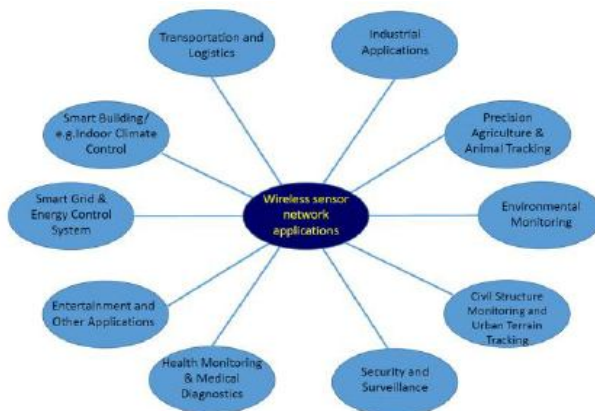 Transportation and
Logistics
Industrial
Applications
Smart Building/
e.g.Indoor Climate
Control
Precision
Agriculture &
Animal Tracking
Wireless sensor
network
applications
Smart Grid &
Energy Control
System
Environmental
Monitoring
Entertainment and
Other Applications
Civil Structure
Monitoring and
Urban Terrain
Tracking
Health Monitoring
& Medical
Diagnostics
Security and
Surveillance